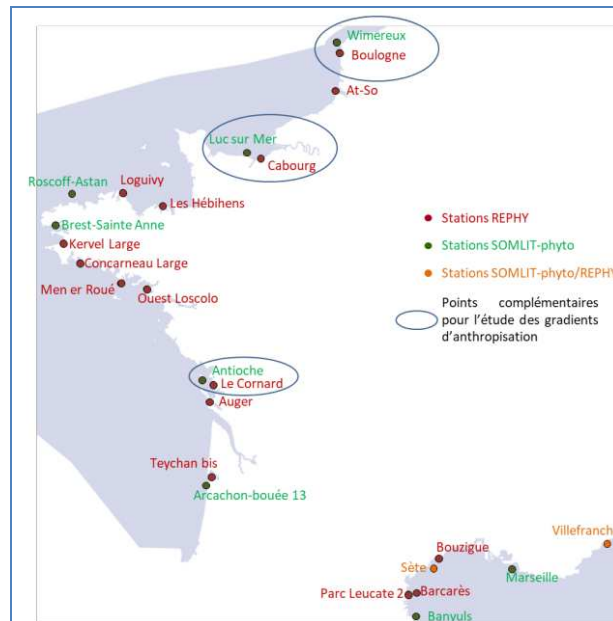 Wimereux
Boulogne
At-So
Luc sur Mer
Cabourg
Roscoff-Astan
Loguivy
Les Hébihens
Brest-Sainte Anne
Kervel Large
Concarneau Large
Men er Roué
Ouest Loscolo
Stations REPHY
Stations SOMLIT-phyto
Stations SOMLIT-phyto/REPHY
Points complémentaires
pour l'étude des gradients
d'anthropisation
Antioche
Le Cornard
Auger
Teychan bis
Arcachon-bouée 13
Villefranch
Bouzigue
Sète
Marseille
Parc Leucate 2
Barcarès
Banyuls